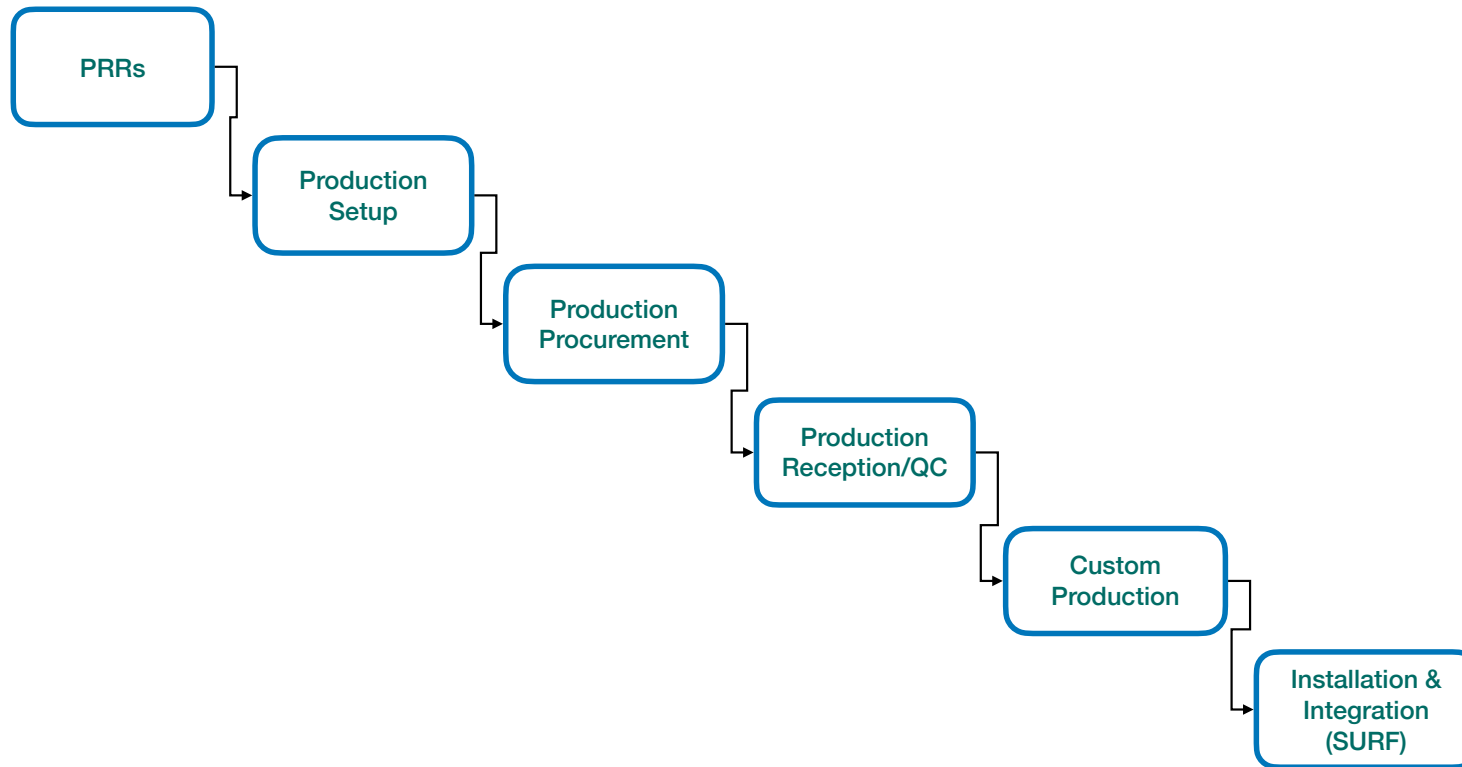 PRRs
Production
Setup
Production
Procurement
Production
Reception/QC
Custom
Production
Installation &
Integration
(SURF)